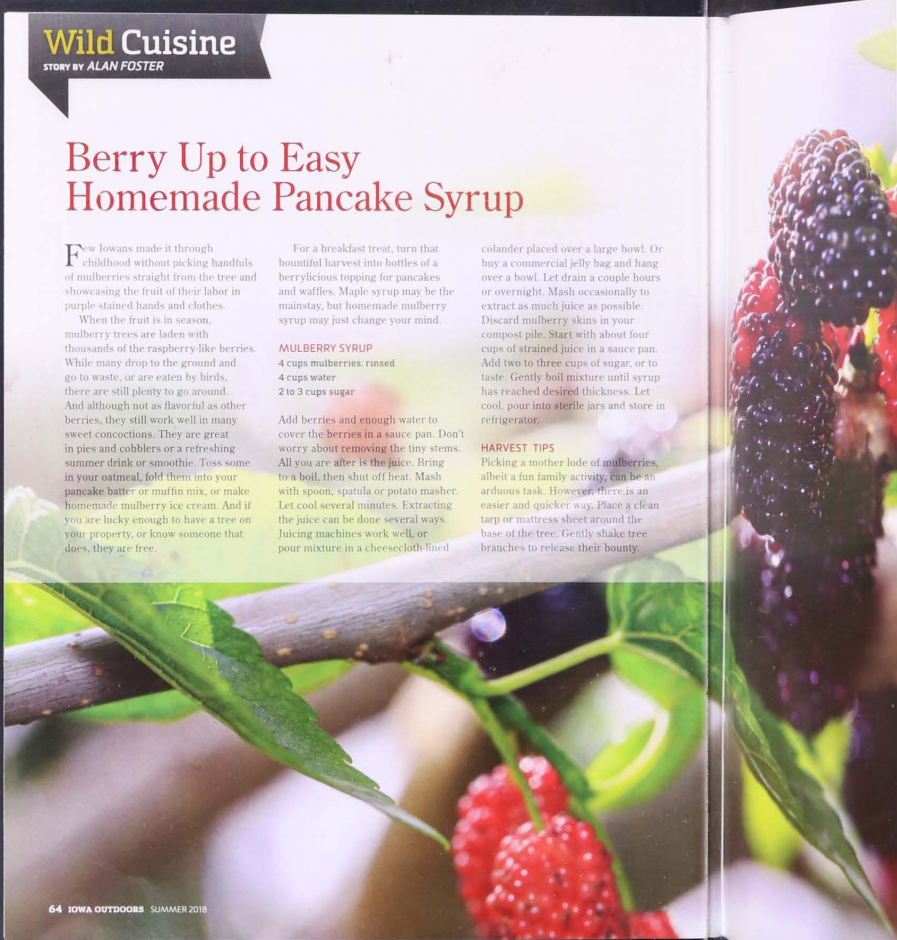 Wild Cuisine
STORY BY ALAN FOSTER
Berry Up to Easy
Homemade Pancake Syrup
Few Iowans made it through
childhood without picking handfuls
of mulberries straight from the tree and
showcasing the fruit of their labor in
purple-stained hands and clothes.
When the fruit is in season,
mulberry trees are laden with
thousands of the raspberry-like berries.
While many drop to the ground and
go to waste, or are eaten by birds,
there are still plenty to go around.
And although not as flavorful as other
berries, they still work well in many
sweet concoctions. They are great
in pies and cobblers or a refreshing
summer drink or smoothie. Toss some
in your oatmeal, fold them into your
pancake batter or muffin mix, or make
homemade mulberry ice cream. And if
you are lucky enough to have a tree on
your property, or know someone that
does, they are free.
For a breakfast treat, turn that
bountiful harvest into bottles of a
berrylicious topping for pancakes
and waffles. Maple syrup may be the
mainstay, but homemade mulberry
syrup may just change your mind.
MULBERRY SYRUP
4 cups mulberries, rinsed
4 cups water
2 to 3 cups sugar
Add berries and enough water to
cover the berries in a sauce pan. Don't
worry about removing the tiny stems.
All you are after is the juice. Bring
to a boil, then shut off heat. Mash
with spoon, spatula or potato masher.
Let cool several minutes. Extracting
the juice can be done several ways.
Juicing machines work well, or
pour mixture in a cheesecloth-lined
colander placed over a large bowl. Or
buy a commercial jelly bag and hang
over a bowl. Let drain a couple hours
or overnight. Mash occasionally to
extract as much juice as possible.
Discard mulberry skins in your
compost pile. Start with about four
cups of strained juice in a sauce pan.
Add two to three cups of sugar, or to
taste. Gently boil mixture until syrup
has reached desired thickness. Let
cool, pour into sterile jars and store in
refrigerator.
HARVEST TIPS
Picking a mother lode of mulberries,
albeit a fun family activity, can be an
arduous task. However, there is an
easier and quicker way. Place a clean
tarp or mattress sheet around the
base of the tree. Gently shake tree
branches to release their bounty.
64 IOWA OUTDOORS SUMMER 2018